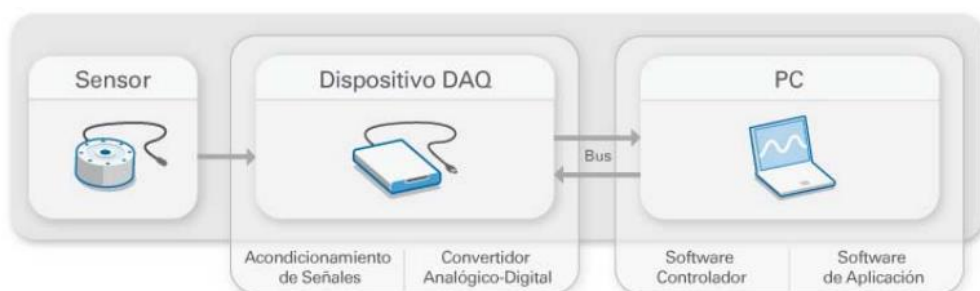 Sensor
Dispositivo DAQ
PC
Bus
Acondicionamiento
de Señales
Convertidor
Analógico-Digital
Software
Controlador
Software
de Aplicación